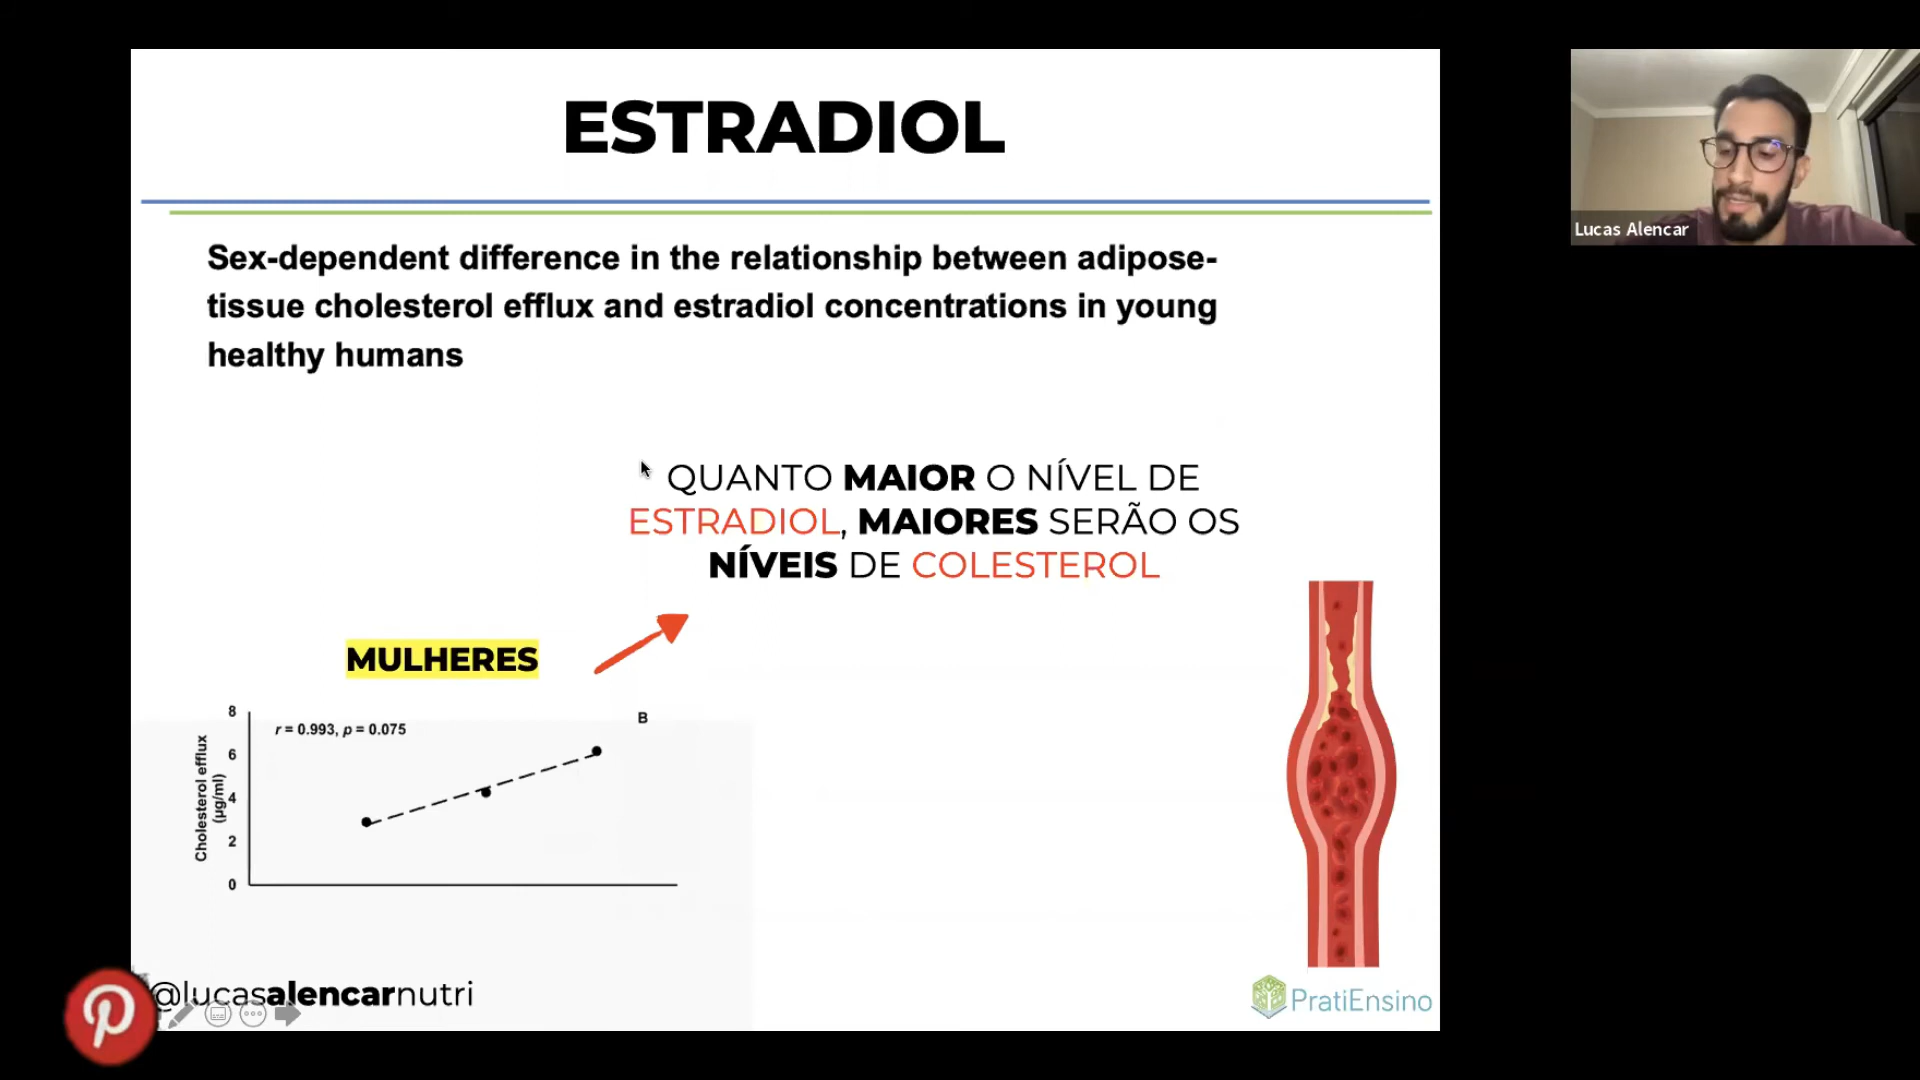 ESTRADIOL
Lucas Alencar
Sex-dependent difference in the relationship between adipose-
tissue cholesterol efflux and estradiol concentrations in young
healthy humans
QUANTO MAIOR O NÍVEL DE
ESTRADIOL, MAIORES SERÃO OS
NÍVEIS DE COLESTEROL
MULHERES
8
r = 0.993, p = 0.075
B
Cholesterol efflux
(µg/ml)
6
4
2
0
@lucasalencarnutri
PratiEnsino